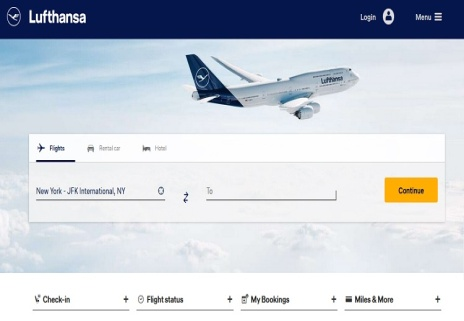 Lufthansa
Login
Menu
Lufthansa
Flights
Rental car
Hotel
New York - JFK International, NY
To
Continue
Check-in +
Flight status +
My Bookings +
Miles & More +